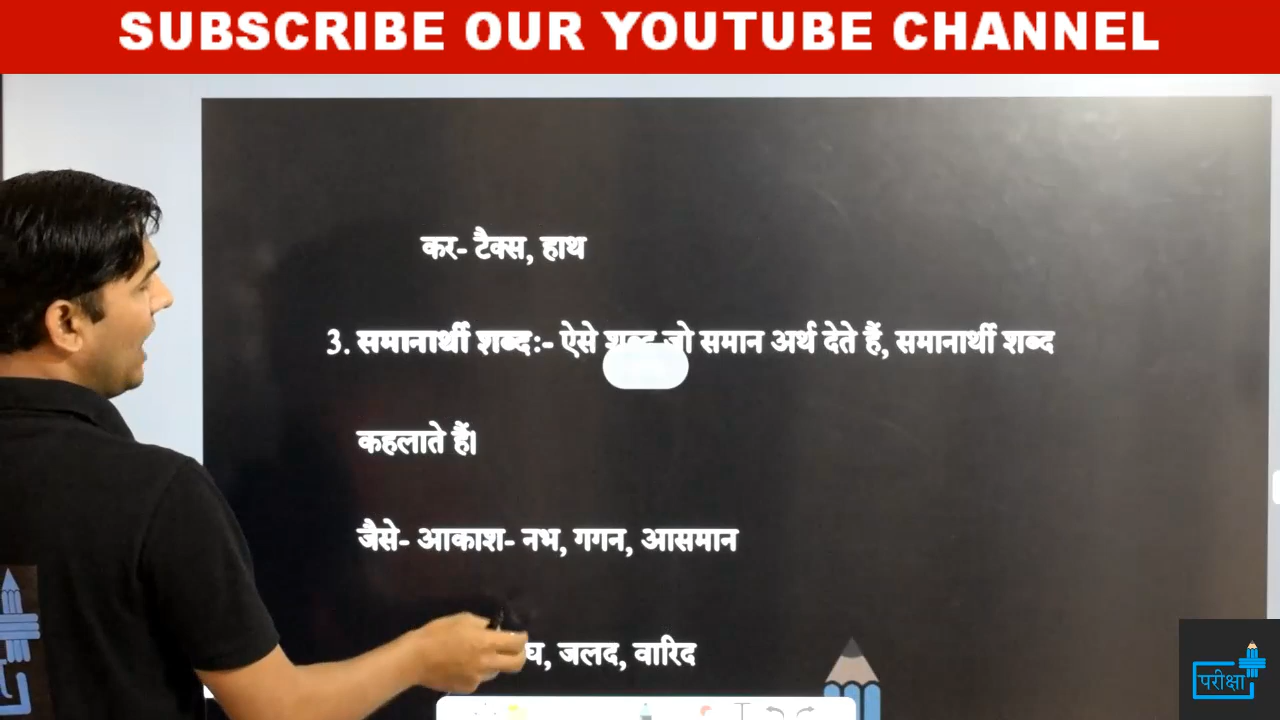 SUBSCRIBE OUR YOUTUBE CHANNEL
कर- टैक्स, हाथ
3. समानार्थी शब्दः- ऐसे शब्द जो समान अर्थ देते हैं, समानार्थी शब्द
कहलाते हैं।
जैसे- आकाश- नभ, गगन, आसमान
जलद, वारिद
परीक्षा